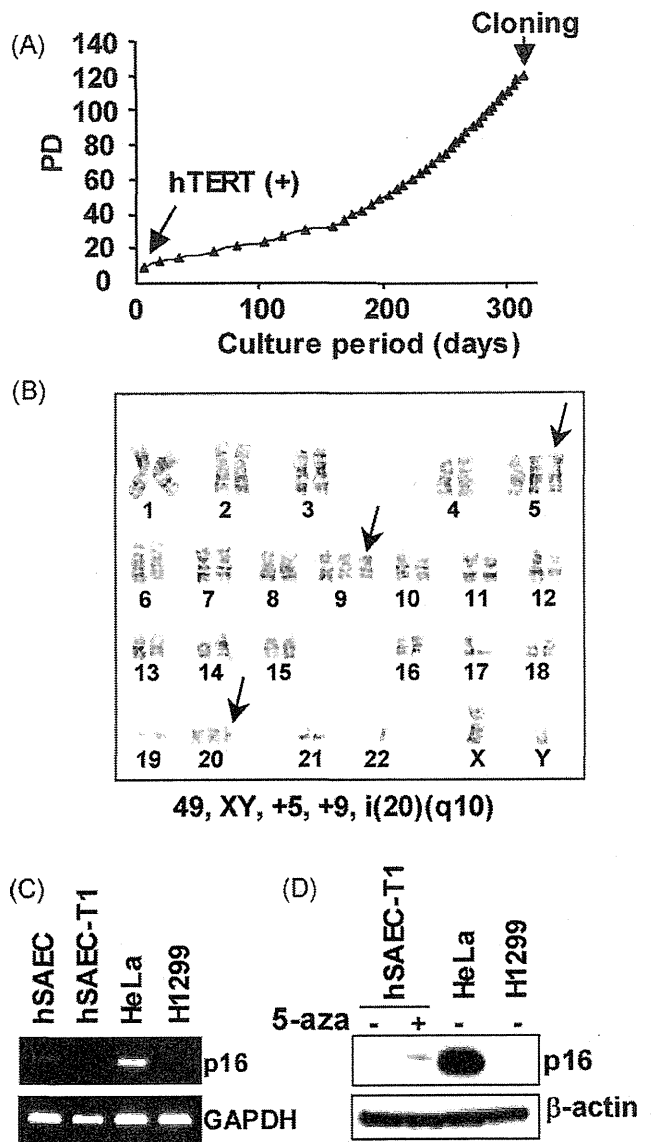 (A)
Cloning
140
120
100
80
60
40
20
0
PD
hTERT (+)
0 100 200 300
Culture period (days)
(B)
1 2 3 4 5
6 7 8 9 10 11 12
13 14 15 16 17 18
19 20 21 22 X Y
49, XY, +5, +9, i(20)(q10)
(C)
hSAEC
hSAEC-T1
HeLa
H1299
p16
GAPDH
(D)
hSAEC-T1
HeLa
H1299
5-aza - + - -
p16
β-actin